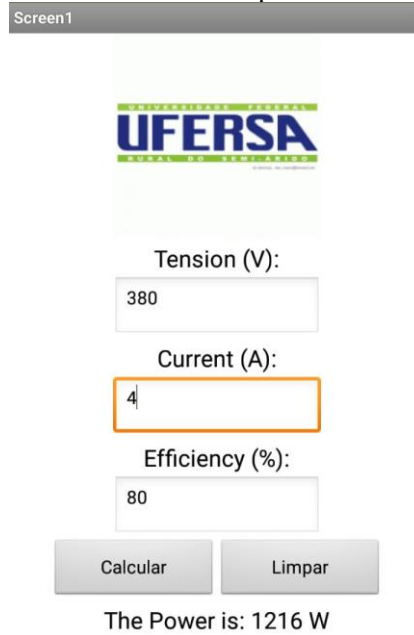 Screen1
UNIVERSIDADE FEDERAL
UFERSA
RURAL DO SEMI-ARIDO
Tension (V):
380
Current (A):
4
Efficiency (%):
80
Calcular Limpar
The Power is: 1216 W